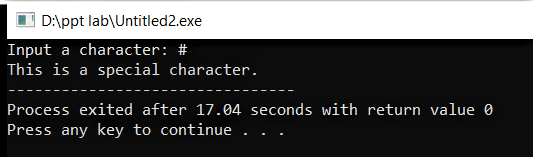 D:\ppt lab\Untitled2.exe
Input a character: #
This is a special character.
--------------------------------
Process exited after 17.04 seconds with return value 0
Press any key to continue . . .